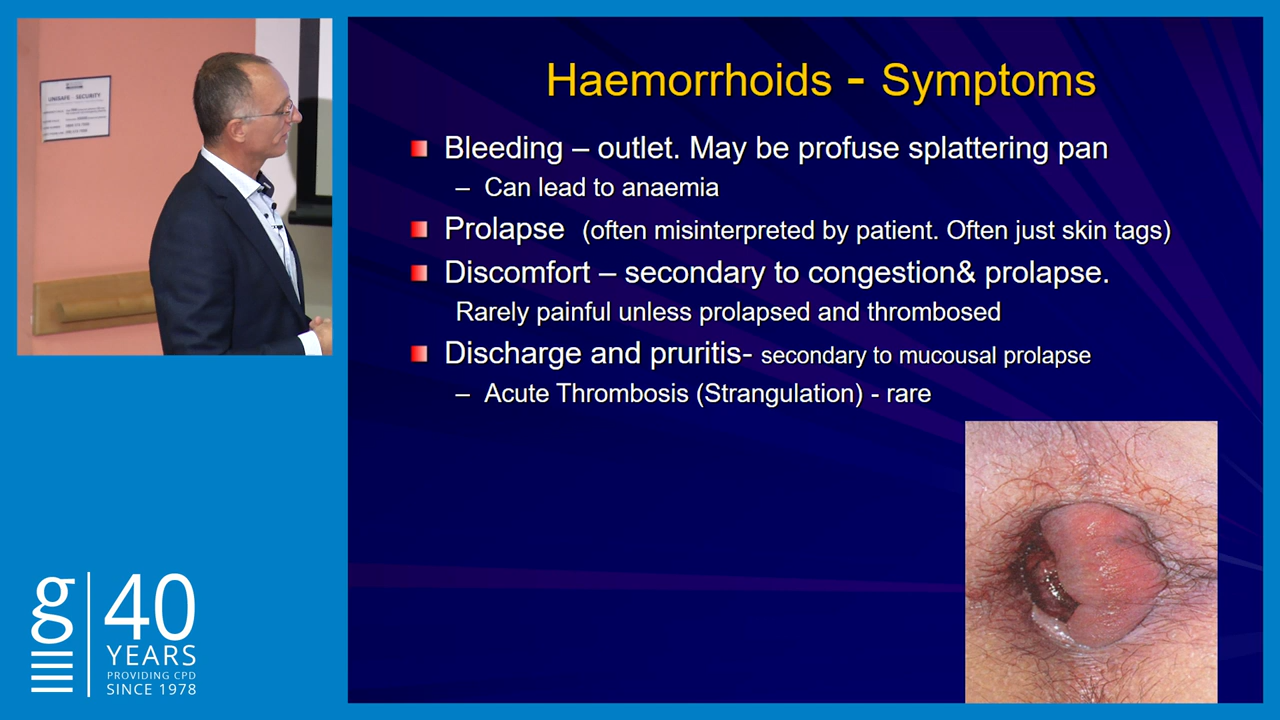 UNISAFE - SECURITY
Haemorrhoids - Symptoms
Bleeding – outlet. May be profuse splattering pan
– Can lead to anaemia
Prolapse (often misinterpreted by patient. Often just skin tags)
Discomfort – secondary to congestion& prolapse.
Rarely painful unless prolapsed and thrombosed
Discharge and pruritis- secondary to mucousal prolapse
– Acute Thrombosis (Strangulation) - rare
g
40
YEARS
PROVIDING CPD
SINCE 1978